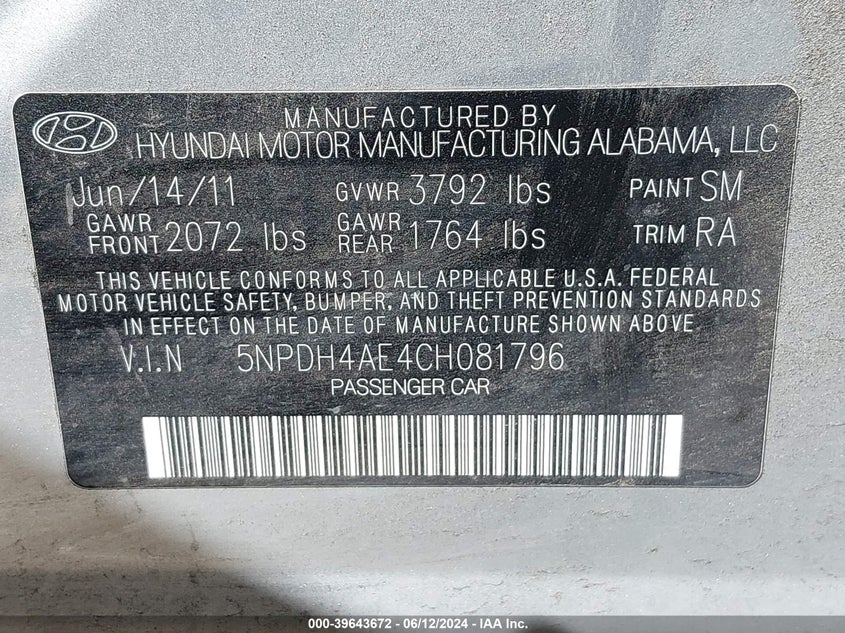 MANUFACTURED BY
HYUNDAI MOTOR MANUFACTURING ALABAMA, LLC
Jun/14/11 GVWR 3792 lbs PAINT SM
GAWR FRONT 2072 lbs GAWR REAR 1764 lbs TRIM RA
THIS VEHICLE CONFORMS TO ALL APPLICABLE U.S.A. FEDERAL
MOTOR VEHICLE SAFETY, BUMPER, AND THEFT PREVENTION STANDARDS
IN EFFECT ON THE DATE OF MANUFACTURE SHOWN ABOVE
V.I.N 5NPDH4AE4CH081796
PASSENGER CAR
000-39643672 - 06/12/2024 - IAA Inc.